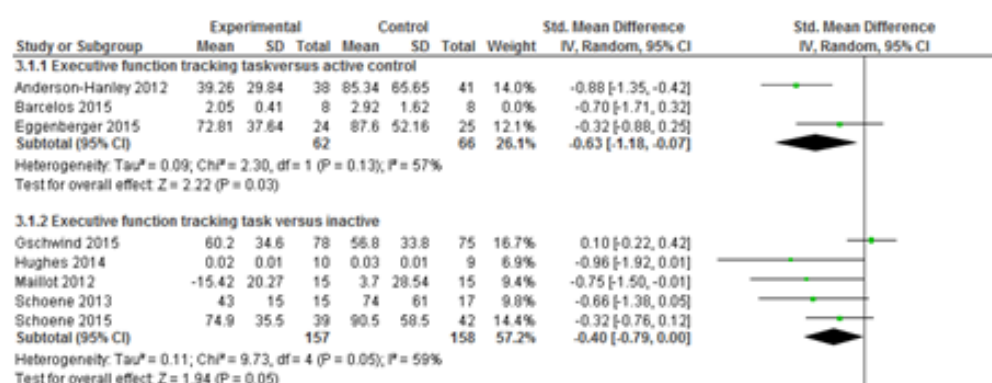 Experimental Control Std. Mean Difference Std. Mean Difference
Study or Subgroup Mean SD Total Mean SD Total Weight IV, Random, 95% CI IV, Random, 95% CI
3.1.1 Executive function tracking taskversus active control
Anderson-Hanley 2012 39.26 29.84 38 85.34 65.65 41 14.0% -0.88 [-1.35, -0.42]
Barcelos 2015 2.05 0.41 8 2.92 1.62 8 0.0% -0.70 [-1.71, 0.32]
Eggenberger 2015 72.81 37.64 24 87.6 52.16 25 12.1% -0.32 [-0.88, 0.25]
Subtotal (95% CI) 62 66 26.1% -0.63 [-1.18, -0.07]
Heterogeneity: Tau² = 0.09; Chi² = 2.30, df = 1 (P = 0.13); I² = 57%
Test for overall effect: Z = 2.22 (P = 0.03)
3.1.2 Executive function tracking task versus inactive
Gschwind 2015 60.2 34.6 78 56.8 33.8 75 16.7% 0.10 [-0.22, 0.42]
Hughes 2014 0.02 0.01 10 0.03 0.01 9 6.9% -0.96 [-1.92, 0.01]
Maillot 2012 -15.42 20.27 15 3.7 28.54 15 9.4% -0.75 [-1.50, -0.01]
Schoene 2013 43 15 15 74 61 17 9.8% -0.66 [-1.38, 0.05]
Schoene 2015 74.9 35.5 39 90.5 58.5 42 14.4% -0.32 [-0.76, 0.12]
Subtotal (95% CI) 157 158 57.2% -0.40 [-0.79, 0.00]
Heterogeneity: Tau² = 0.11; Chi² = 9.73, df = 4 (P = 0.05); I² = 59%
Test for overall effect: Z = 1.94 (P = 0.05)